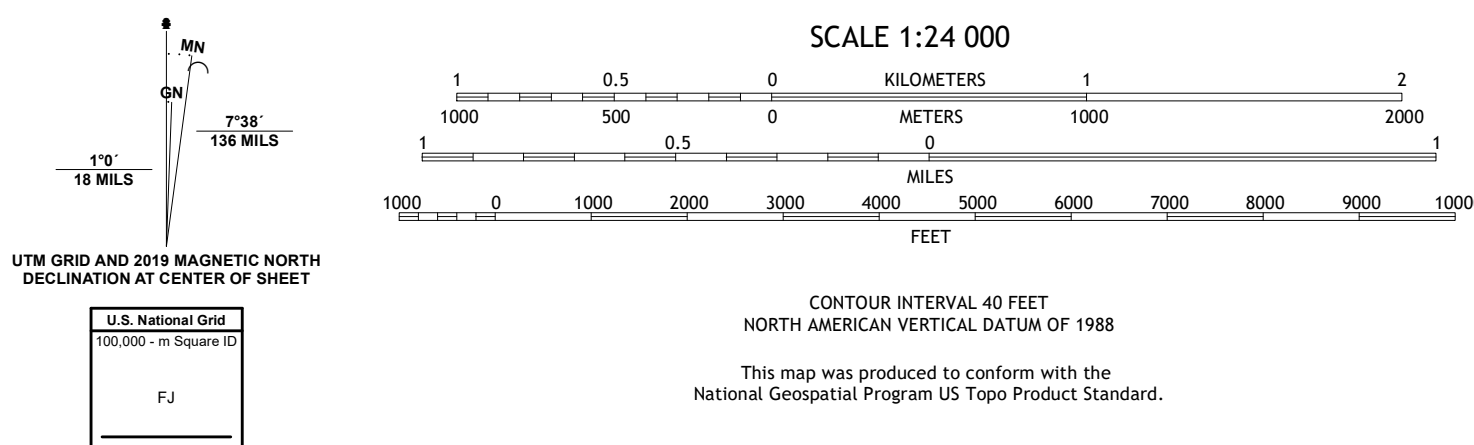 MN
GN
7°38´
136 MILS
1°0´
18 MILS
UTM GRID AND 2019 MAGNETIC NORTH
DECLINATION AT CENTER OF SHEET
U.S. National Grid
100,000 - m Square ID
FJ
SCALE 1:24 000
1 0.5 0 KILOMETERS 1 2
1000 500 0 METERS 1000 2000
1 0.5 0 1
MILES
1000 0 1000 2000 3000 4000 5000 6000 7000 8000 9000 1000
FEET
CONTOUR INTERVAL 40 FEET
NORTH AMERICAN VERTICAL DATUM OF 1988
This map was produced to conform with the
National Geospatial Program US Topo Product Standard.